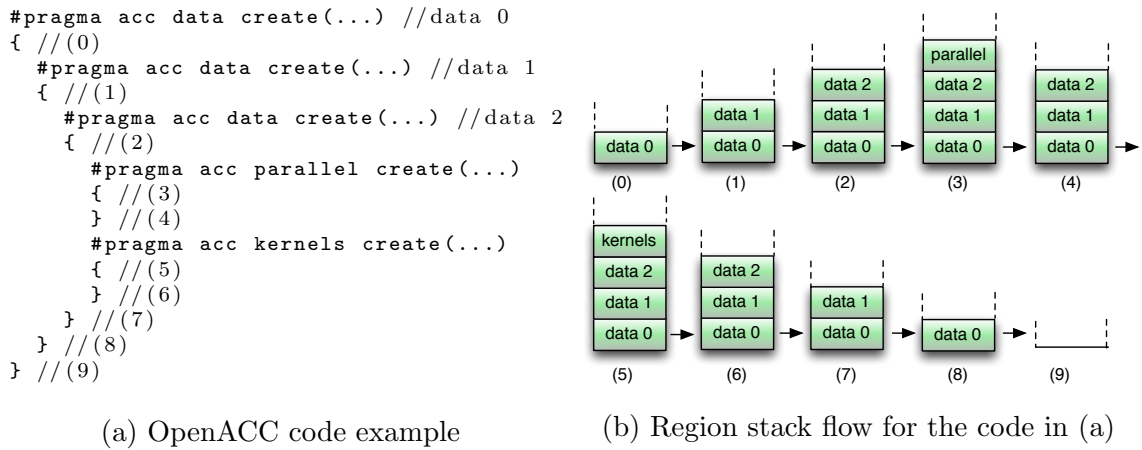 #pragma acc data create(...) //data 0
{ //(0)
#pragma acc data create(...) //data 1
{ //(1)
#pragma acc data create(...) //data 2
{ //(2)
#pragma acc parallel create(...)
{ //(3)
} //(4)
#pragma acc kernels create(...)
{ //(5)
} //(6)
} //(7)
} //(8)
} //(9)
(a) OpenACC code example
data 0
(0)
data 1
data 0
(1)
data 2
data 1
data 0
(2)
parallel
data 2
data 1
data 0
(3)
data 2
data 1
data 0
(4)
kernels
data 2
data 1
data 0
(5)
data 2
data 1
data 0
(6)
data 1
data 0
(7)
data 0
(8)
(9)
(b) Region stack flow for the code in (a)